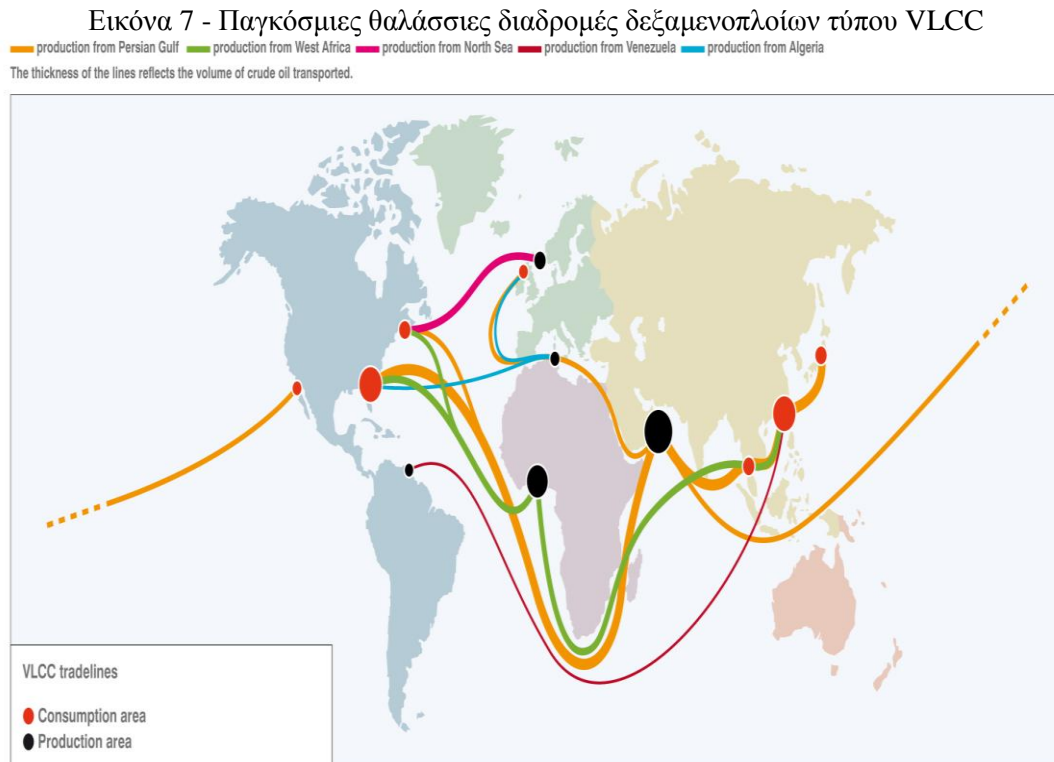 Εικόνα 7 - Παγκόσμιες θαλάσσιες διαδρομές δεξαμενοπλοίων τύπου VLCC
production from Persian Gulf production from West Africa production from North Sea production from Venezuela production from Algeria
The thickness of the lines reflects the volume of crude oil transported.
VLCC tradelines
Consumption area
Production area